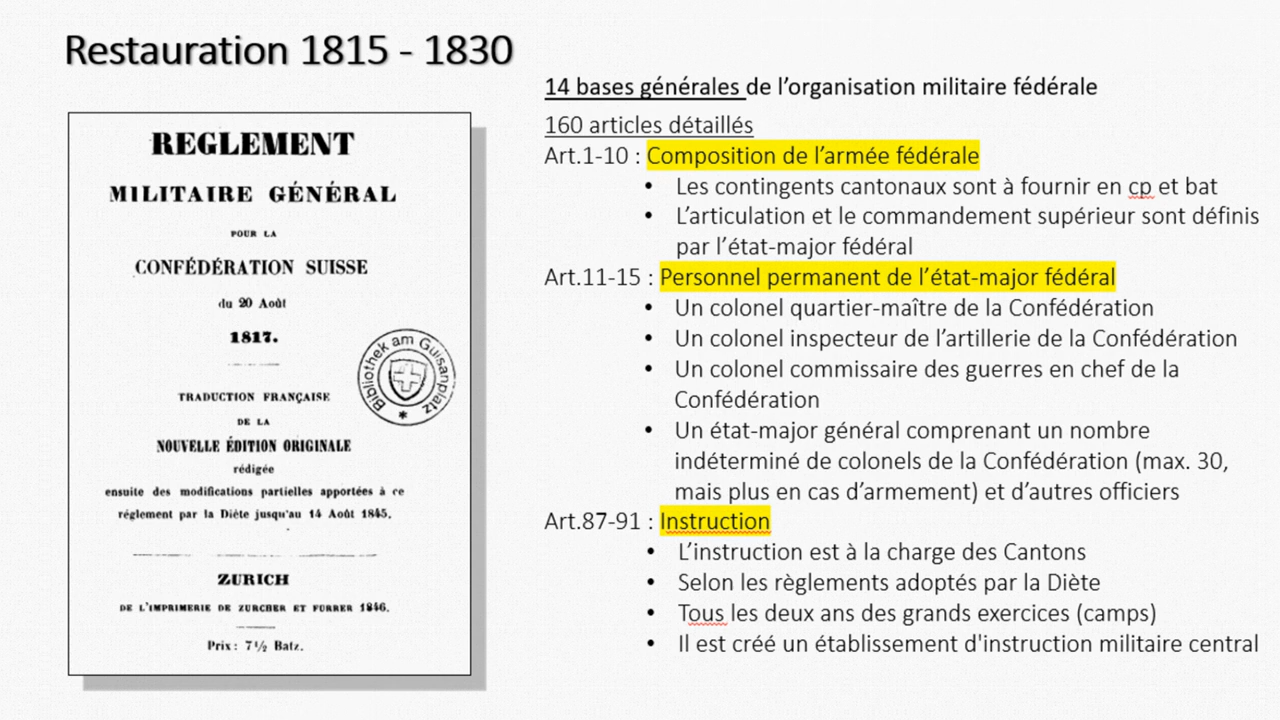 Restauration 1815 - 1830
REGLEMENT
MILITAIRE GÉNÉRAL
POUR LA
CONFÉDÉRATION SUISSE
du 20 Août
1817.
TRADUCTION FRANÇAISE
DE LA
NOUVELLE ÉDITION ORIGINALE
rédigée
ensuite des modifications partielles apportées à ce
réglement par la Diète jusqu'au 14 Août 1845.
ZURICH
DE L'IMPRIMERIE DE ZURCHER ET FURRER 1846.
Prix: 7½ Batz.
Bibliothek am Guisanplatz
14 bases générales de l'organisation militaire fédérale
160 articles détaillés
Art.1-10 : Composition de l'armée fédérale
• Les contingents cantonaux sont à fournir en cp et bat
• L'articulation et le commandement supérieur sont définis
par l'état-major fédéral
Art.11-15 : Personnel permanent de l'état-major fédéral
• Un colonel quartier-maître de la Confédération
• Un colonel inspecteur de l'artillerie de la Confédération
• Un colonel commissaire des guerres en chef de la
Confédération
• Un état-major général comprenant un nombre
indéterminé de colonels de la Confédération (max. 30,
mais plus en cas d'armement) et d'autres officiers
Art.87-91 : Instruction
• L'instruction est à la charge des Cantons
• Selon les règlements adoptés par la Diète
• Tous les deux ans des grands exercices (camps)
• Il est créé un établissement d'instruction militaire central